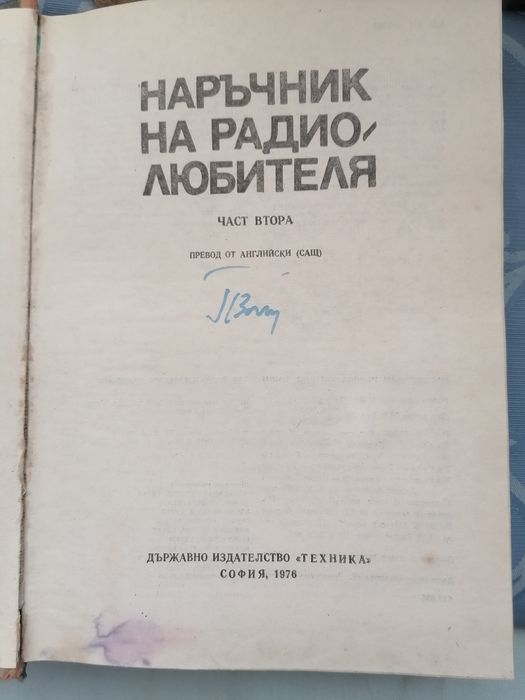 НАРЪЧНИК
НА РАДИО-
ЛЮБИТЕЛЯ
ЧАСТ ВТОРА
ПРЕВОД ОТ АНГЛИЙСКИ (САЩ)
ДЪРЖАВНО ИЗДАТЕЛСТВО «ТЕХНИКА»
СОФИЯ, 1976